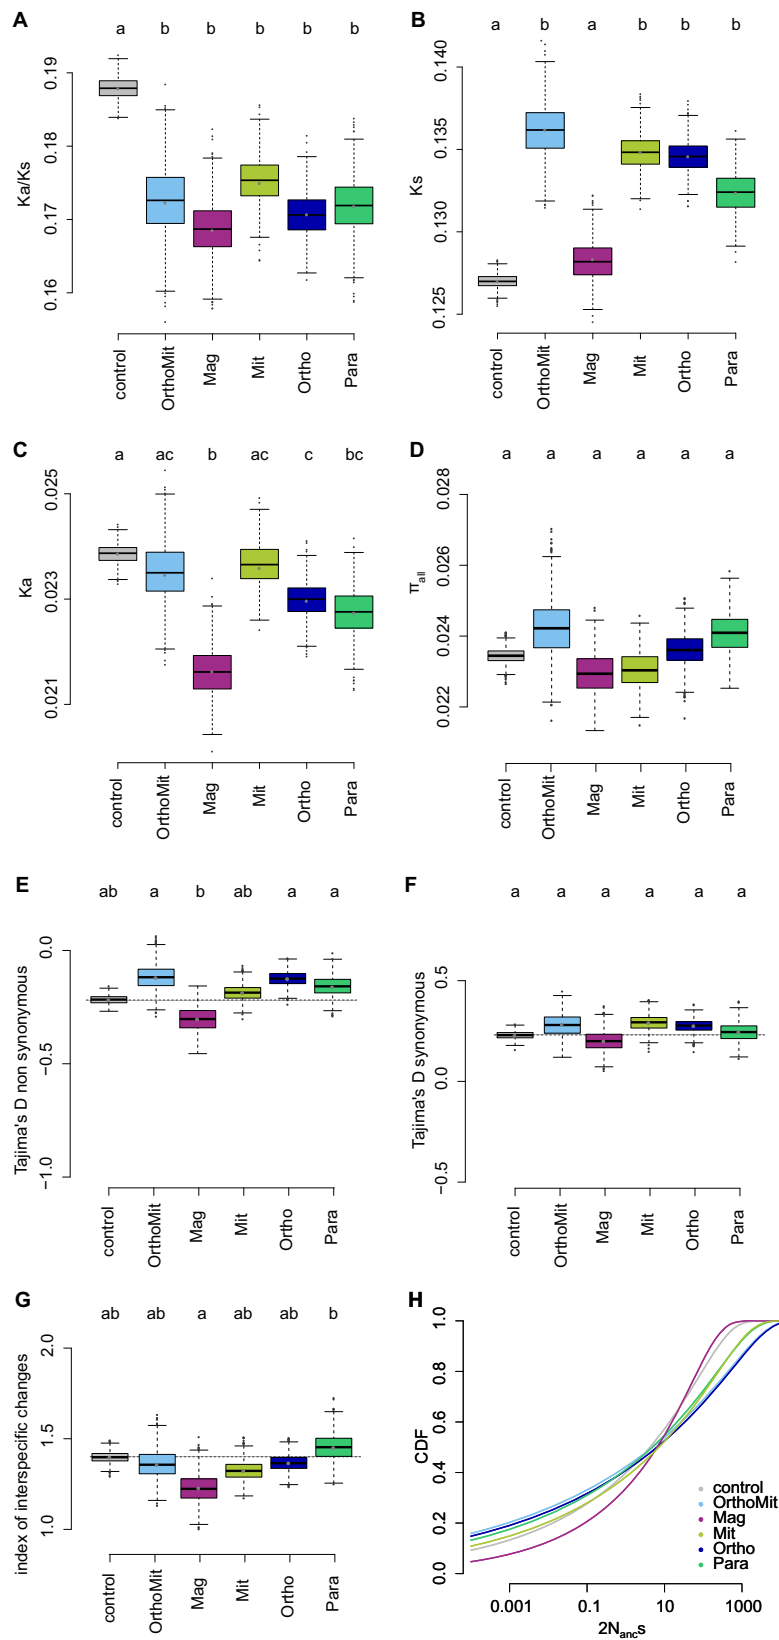 A
a b b b b b
Ka/Ks
0.19
0.18
0.17
0.16
control OrthoMit Mag Mit Ortho Para
B
a b a b b b
Ks
0.140
0.135
0.130
0.125
control OrthoMit Mag Mit Ortho Para
C
a ac b ac c bc
Ka
0.025
0.023
0.021
control OrthoMit Mag Mit Ortho Para
D
a a a a a a
π_all
0.028
0.026
0.024
0.022
control OrthoMit Mag Mit Ortho Para
E
ab a b ab a a
Tajima's D non synonymous
0.0
−0.5
−1.0
control OrthoMit Mag Mit Ortho Para
F
a a a a a a
Tajima's D synonymous
0.5
0.0
−0.5
control OrthoMit Mag Mit Ortho Para
G
ab ab a ab ab b
index of interspecific changes
2.0
1.5
1.0
control OrthoMit Mag Mit Ortho Para
H
CDF
1.0
0.8
0.6
0.4
0.2
0.0
control
OrthoMit
Mag
Mit
Ortho
Para
0.001 0.1 10 1000
2N_anc s